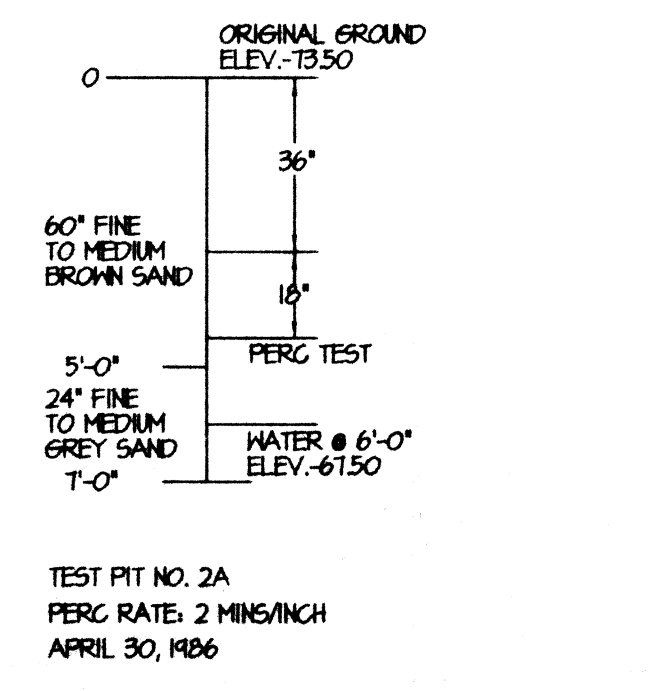 ORIGINAL GROUND
ELEV.-73.50
0
36"
60" FINE
TO MEDIUM
BROWN SAND
18"
PERC TEST
5'-0"
24" FINE
TO MEDIUM
GREY SAND
WATER @ 6'-0"
ELEV.-67.50
7'-0"
TEST PIT NO. 2A
PERC RATE: 2 MINS/INCH
APRIL 30, 1986